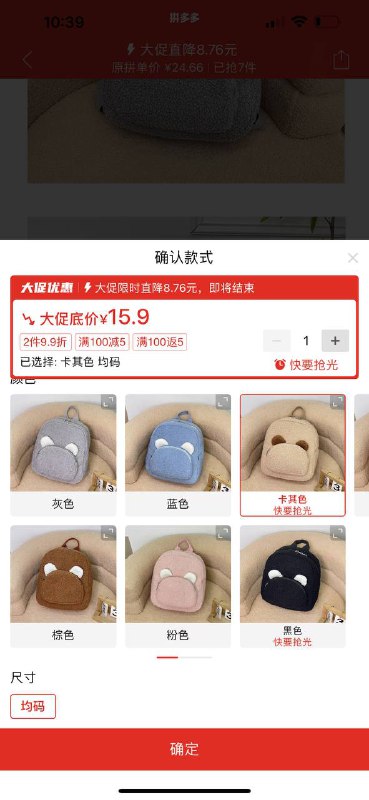 10:39
拼多多
大促直降8.76元
原拼单价 ¥24.66 | 已抢7件
确认款式
大促优惠 | 大促限时直降8.76元，即将结束
大促底价¥15.9
2件9.9折 满100减5 满100返5
− 1 +
已选择: 卡其色 均码
快要抢光
颜色
灰色
蓝色
卡其色
快要抢光
棕色
粉色
黑色
快要抢光
尺寸
均码
确定